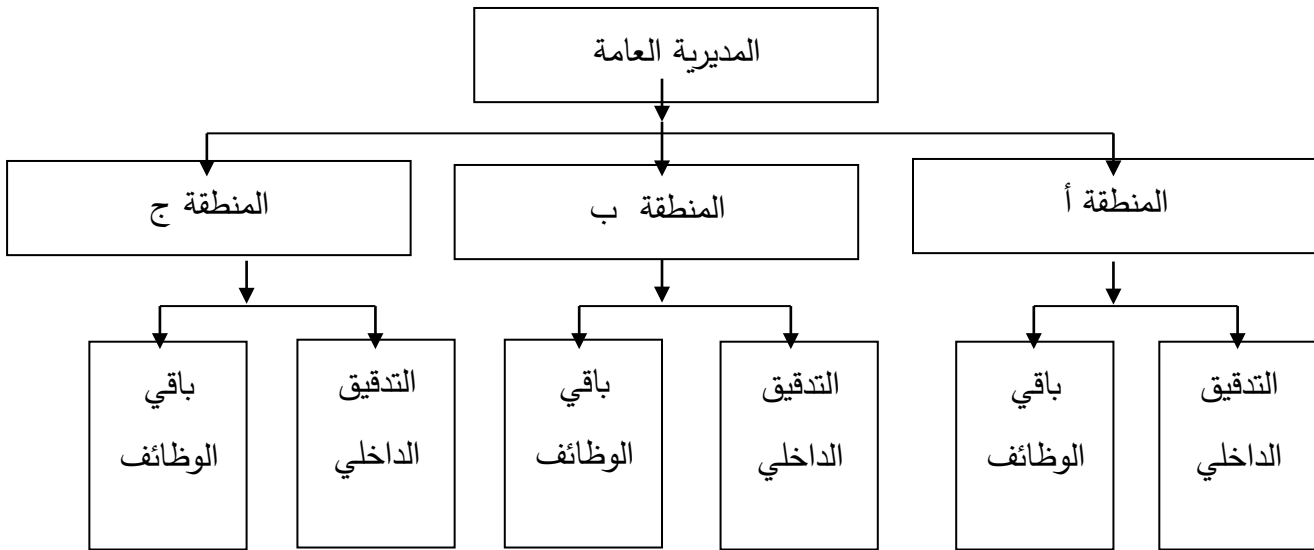 المديرية العامة
المنطقة أ
المنطقة ب
المنطقة ج
التدقيق
الداخلي
باقي
الوظائف
التدقيق
الداخلي
باقي
الوظائف
التدقيق
الداخلي
باقي
الوظائف